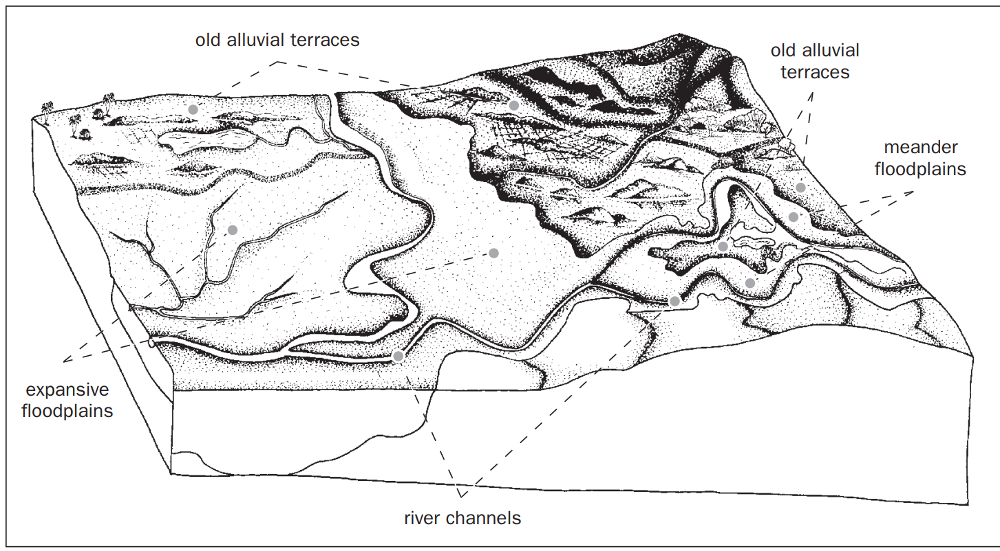 old alluvial terraces
old alluvial
terraces
meander
floodplains
expansive
floodplains
river channels